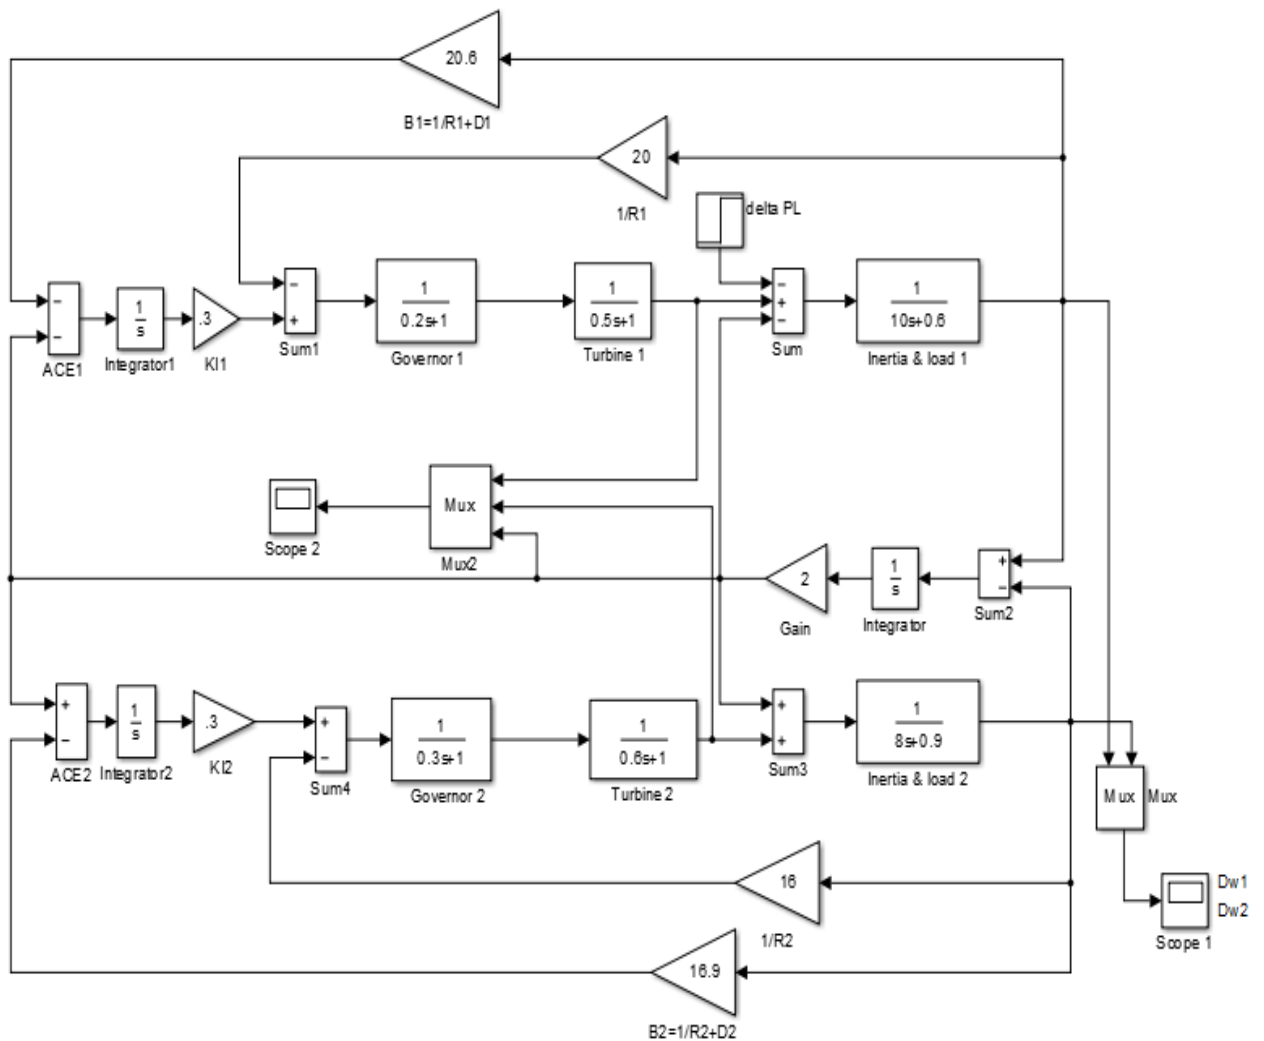 20.6
B1=1/R1+D1
20
1/R1
delta PL
−
−
ACE1
1
s
Integrator1
.3
KI1
−
+
Sum1
1
0.2s+1
Governor 1
1
0.5s+1
Turbine 1
−
+
−
Sum
1
10s+0.6
Inertia & load 1
Scope 2
Mux
Mux2
2
Gain
1
s
Integrator
+
−
Sum2
+
−
ACE2
1
s
Integrator2
.3
KI2
+
−
Sum4
1
0.3s+1
Governor 2
1
0.6s+1
Turbine 2
+
+
Sum3
1
8s+0.9
Inertia & load 2
Mux
Mux
16
1/R2
Dw1
Dw2
Scope 1
16.9
B2=1/R2+D2